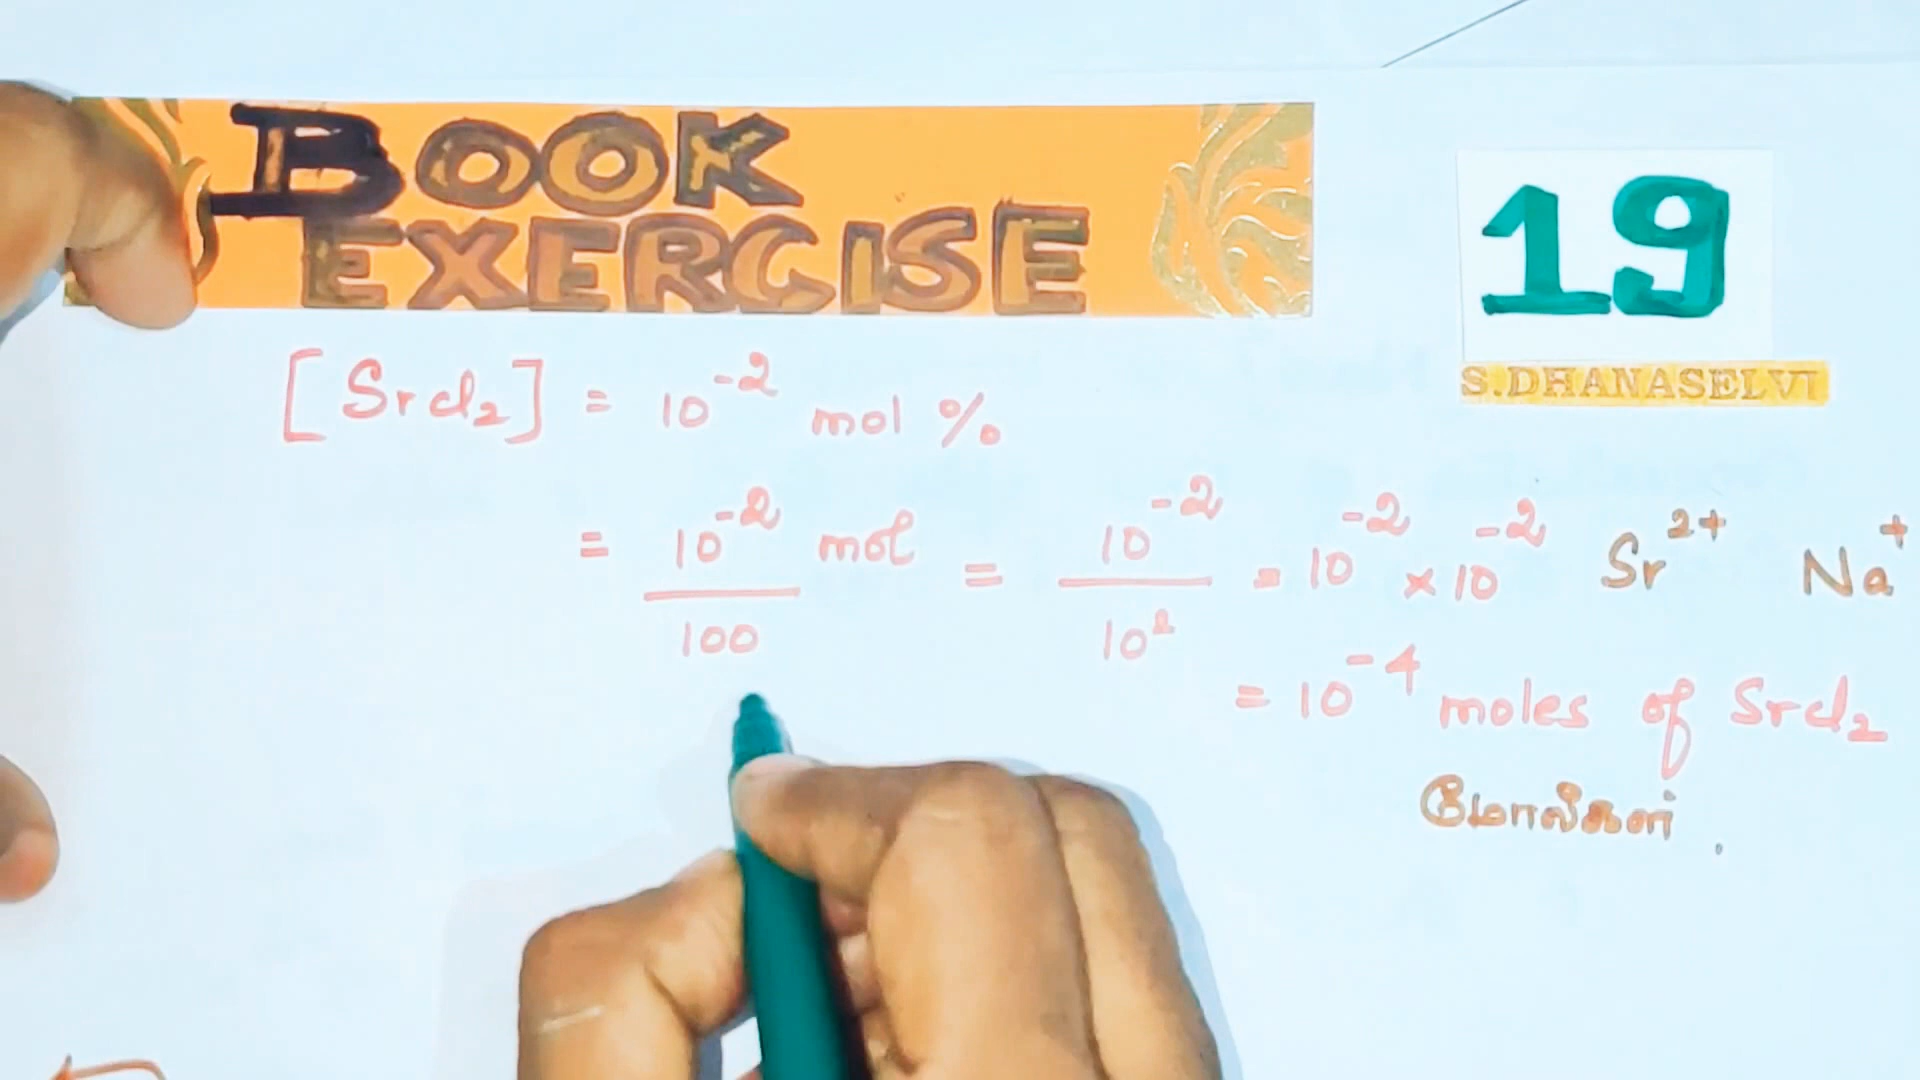 BOOK
EXERCISE
19
S.DHANASELVI
[Srcl₂] = 10⁻² mol %
= 10⁻²/100 mol = 10⁻²/10² = 10⁻² × 10⁻² Sr²⁺ Na⁺
= 10⁻⁴ moles of Srcl₂
மோல்கள்.